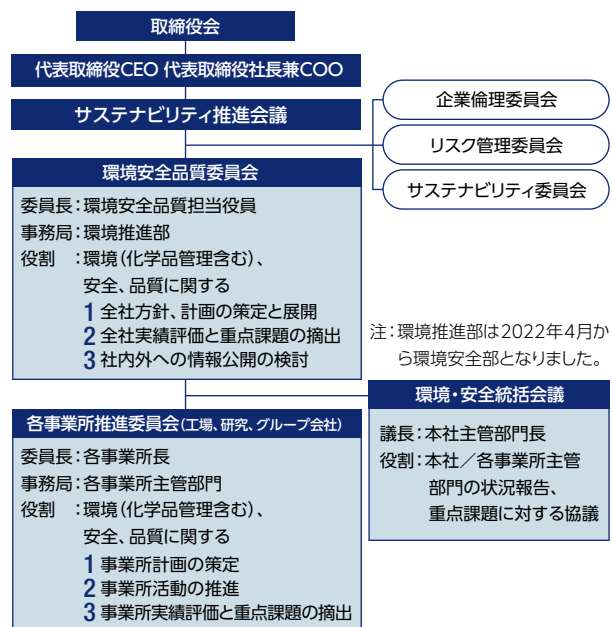 取締役会
代表取締役CEO 代表取締役社長兼COO
サステナビリティ推進会議
企業倫理委員会
リスク管理委員会
サステナビリティ委員会
環境安全品質委員会
委員長：環境安全品質担当役員
事務局：環境推進部
役割　：環境（化学品管理含む）、
安全、品質に関する
1 全社方針、計画の策定と展開
2 全社実績評価と重点課題の摘出
3 社内外への情報公開の検討
注：環境推進部は2022年4月か
ら環境安全部となりました。
各事業所推進委員会（工場、研究、グループ会社）
委員長：各事業所長
事務局：各事業所主管部門
役割　：環境（化学品管理含む）、
安全、品質に関する
1 事業所計画の策定
2 事業所活動の推進
3 事業所実績評価と重点課題の摘出
環境・安全統括会議
議長：本社主管部門長
役割：本社／各事業所主管
部門の状況報告、
重点課題に対する協議